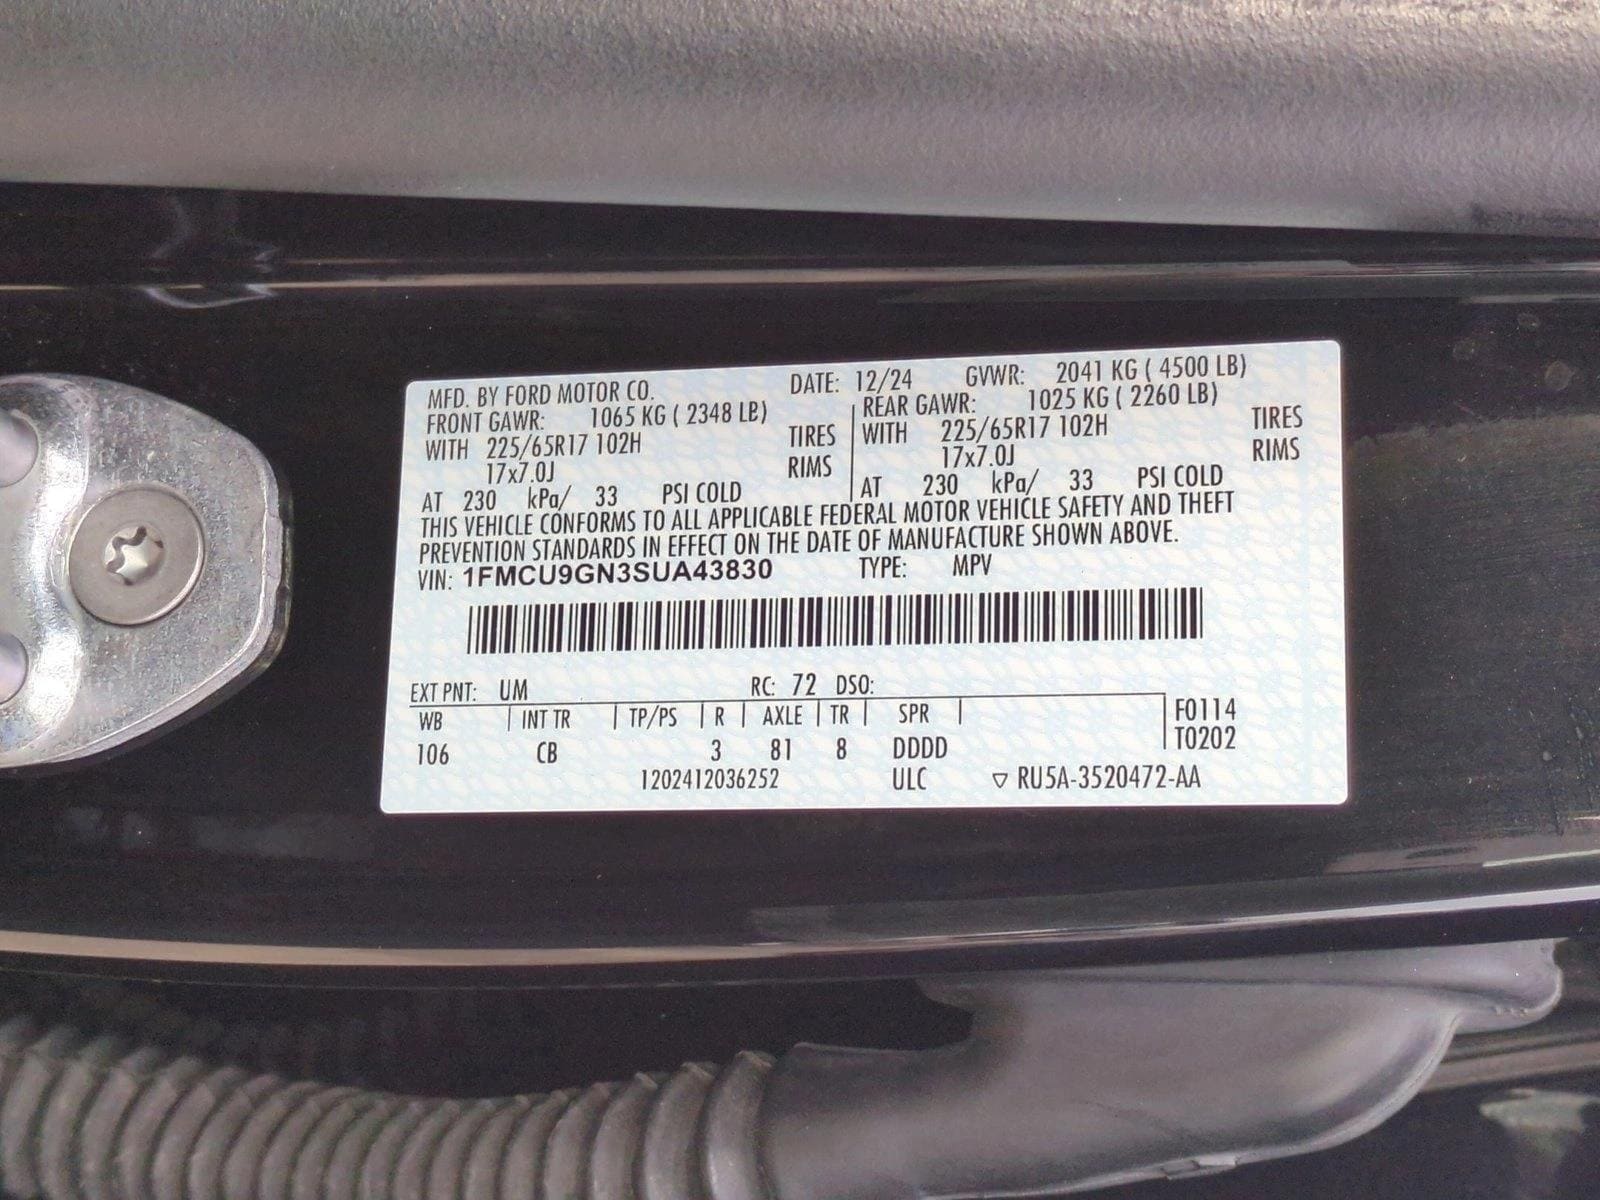 MFD. BY FORD MOTOR CO. DATE: 12/24 GVWR: 2041 KG ( 4500 LB)
FRONT GAWR: 1065 KG ( 2348 LB) REAR GAWR: 1025 KG ( 2260 LB)
WITH 225/65R17 102H TIRES WITH 225/65R17 102H TIRES
17x7.0J RIMS 17x7.0J RIMS
AT 230 kPa/ 33 PSI COLD AT 230 kPa/ 33 PSI COLD
THIS VEHICLE CONFORMS TO ALL APPLICABLE FEDERAL MOTOR VEHICLE SAFETY AND THEFT
PREVENTION STANDARDS IN EFFECT ON THE DATE OF MANUFACTURE SHOWN ABOVE.
VIN: 1FMCU9GN3SUA43830 TYPE: MPV
EXT PNT: UM RC: 72 DSO:
WB INT TR TP/PS R AXLE TR SPR F0114
106 CB 3 81 8 DDDD T0202
1202412036252 ULC ▽ RU5A-3520472-AA